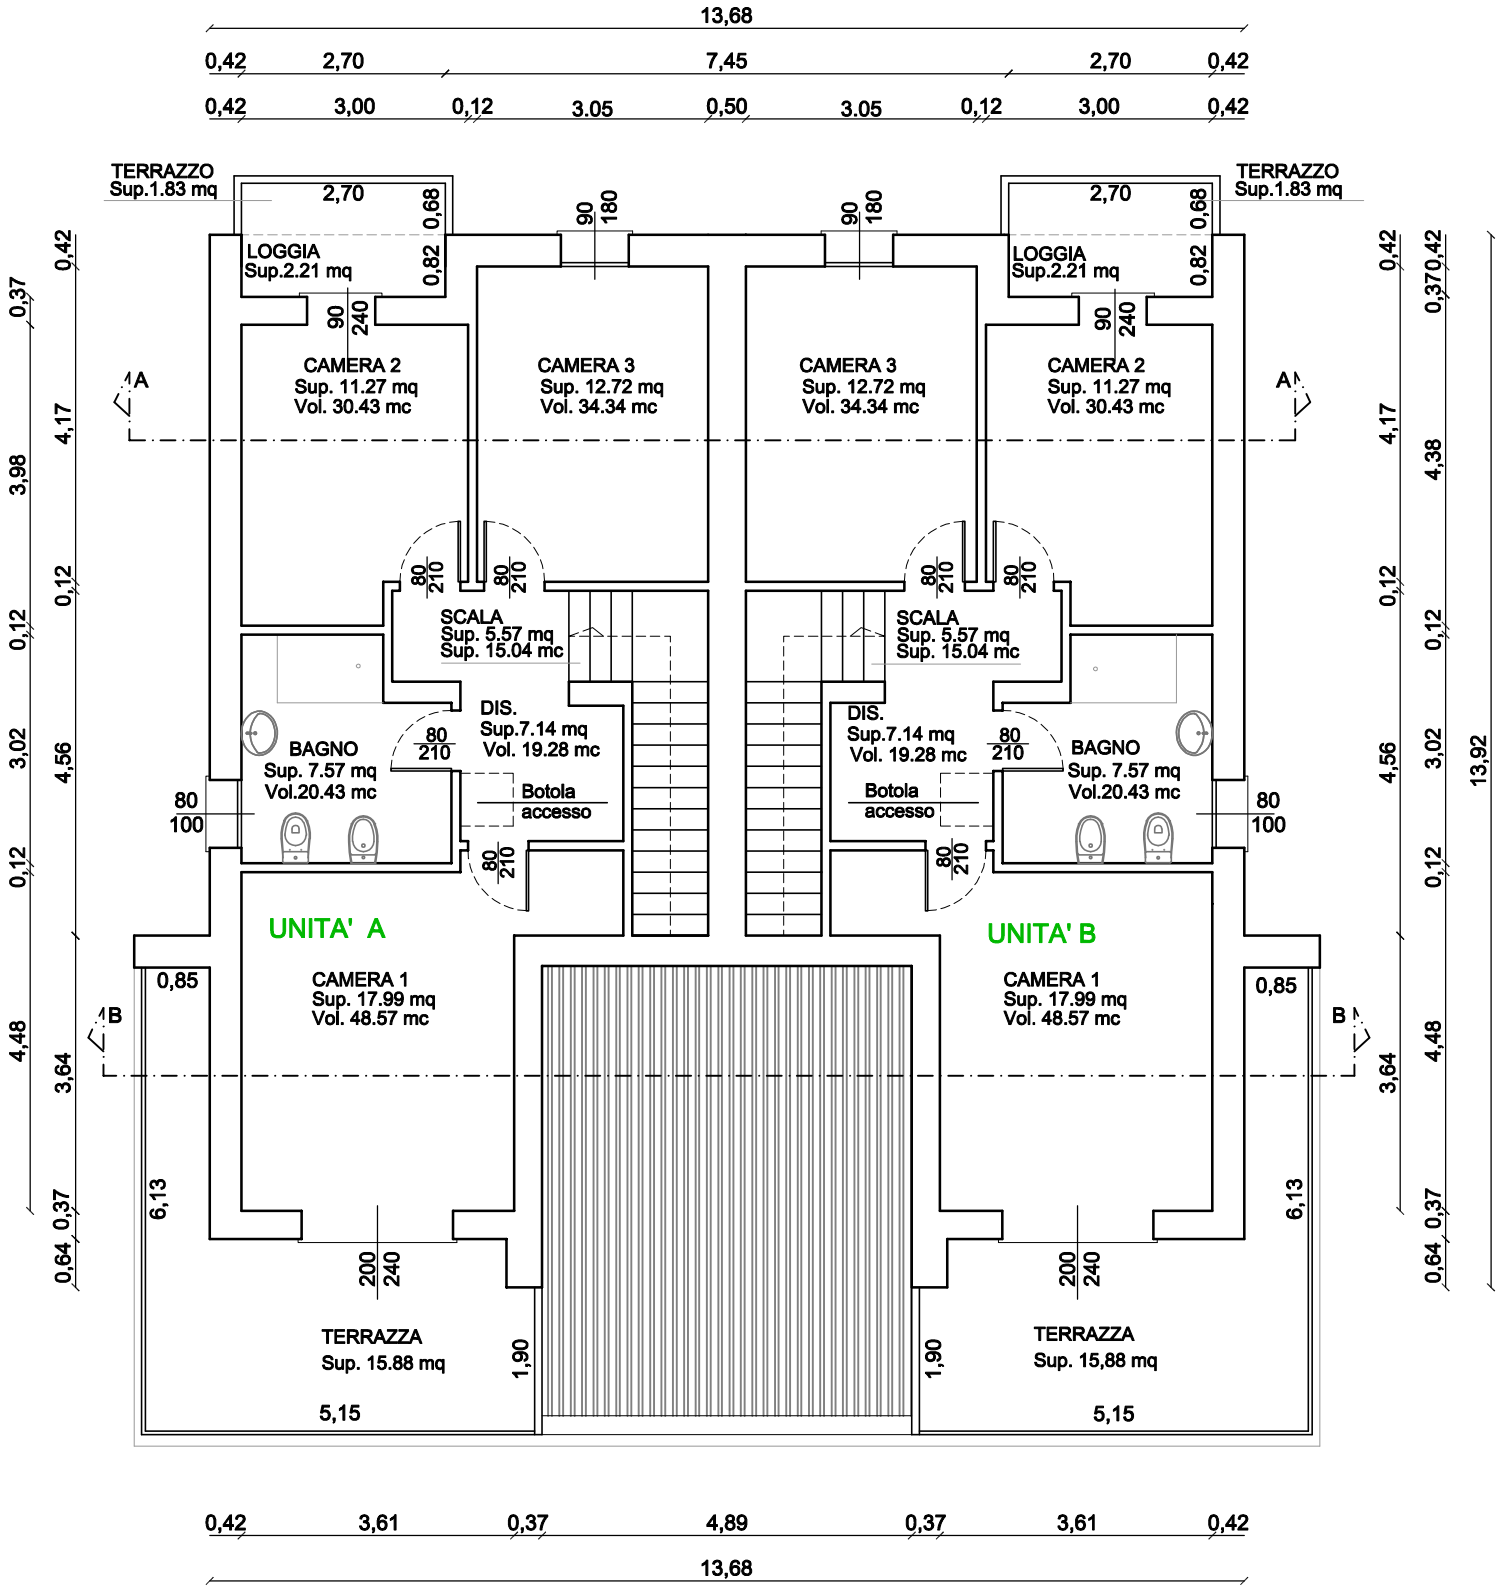 13,68
0,42 2,70 7,45 2,70 0,42
0,42 3,00 0,12 3.05 0,50 3.05 0,12 3,00 0,42
TERRAZZO
Sup.1.83 mq
2,70
0,68
90
180
90
180
2,70
0,68
TERRAZZO
Sup.1.83 mq
LOGGIA
Sup.2.21 mq
0,82
LOGGIA
Sup.2.21 mq
0,82
90
240
90
240
CAMERA 2
Sup. 11.27 mq
Vol. 30.43 mc
CAMERA 3
Sup. 12.72 mq
Vol. 34.34 mc
CAMERA 3
Sup. 12.72 mq
Vol. 34.34 mc
CAMERA 2
Sup. 11.27 mq
Vol. 30.43 mc
A
A
80
210
80
210
80
210
80
210
SCALA
Sup. 5.57 mq
Sup. 15.04 mc
SCALA
Sup. 5.57 mq
Sup. 15.04 mc
DIS.
Sup.7.14 mq
Vol. 19.28 mc
DIS.
Sup.7.14 mq
Vol. 19.28 mc
80
210
80
210
BAGNO
Sup. 7.57 mq
Vol.20.43 mc
BAGNO
Sup. 7.57 mq
Vol.20.43 mc
Botola
accesso
Botola
accesso
80
100
80
100
80
210
80
210
UNITA' A
UNITA' B
CAMERA 1
Sup. 17.99 mq
Vol. 48.57 mc
CAMERA 1
Sup. 17.99 mq
Vol. 48.57 mc
0,85
0,85
B
B
6,13
6,13
200
240
200
240
TERRAZZA
Sup. 15.88 mq
TERRAZZA
Sup. 15,88 mq
1,90
1,90
5,15
5,15
0,37
3,98
0,12
3,02
0,12
4,48
0,42
4,17
0,12
4,56
3,64
0,37
0,64
0,42
4,17
0,12
4,56
3,64
0,42
0,37
4,38
0,12
3,02
0,12
4,48
0,37
0,64
13,92
0,42 3,61 0,37 4,89 0,37 3,61 0,42
13,68